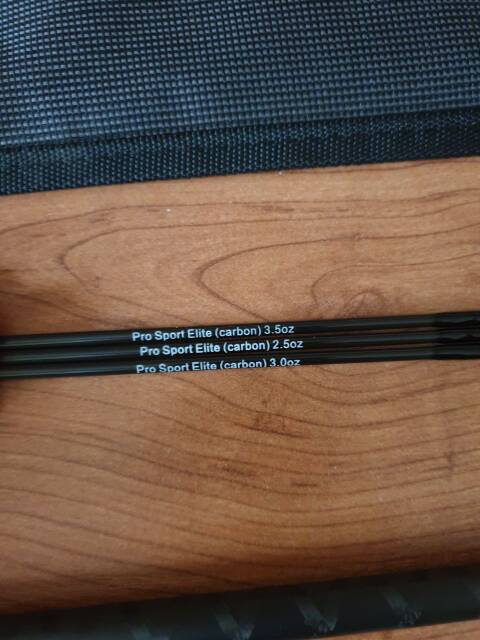 Pro Sport Elite (carbon) 3.5oz
Pro Sport Elite (carbon) 2.5oz
Pro Sport Elite (carbon) 3.0oz